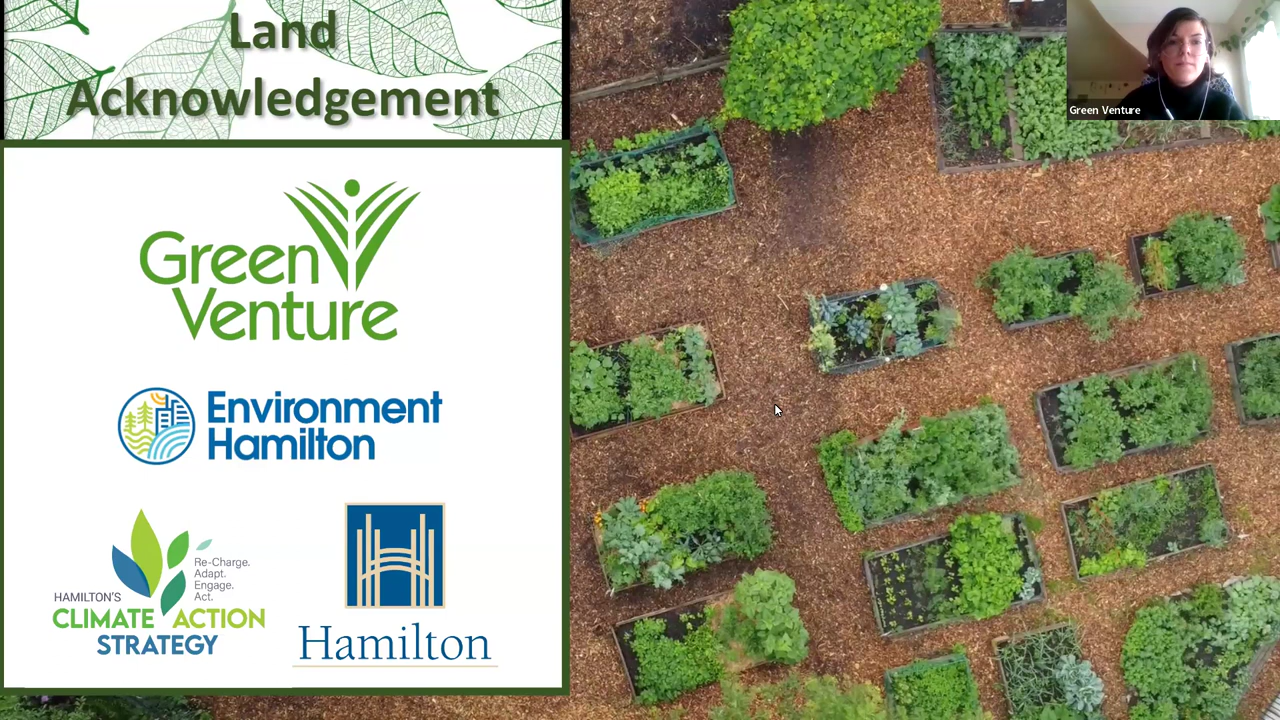 Land
Acknowledgement
Green Venture
Green
Venture
Environment
Hamilton
Re-Charge.
Adapt.
Engage.
Act.
HAMILTON'S
CLIMATE ACTION
STRATEGY
Hamilton